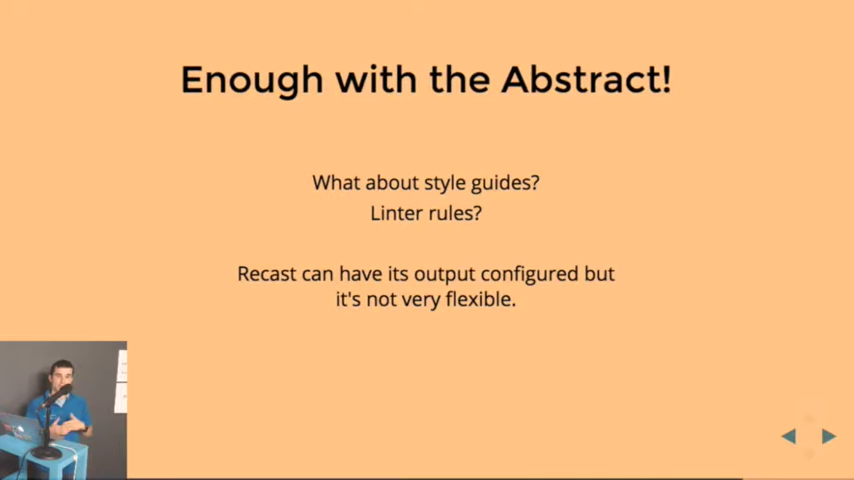 Enough with the Abstract!
What about style guides?
Linter rules?
Recast can have its output configured but
it's not very flexible.